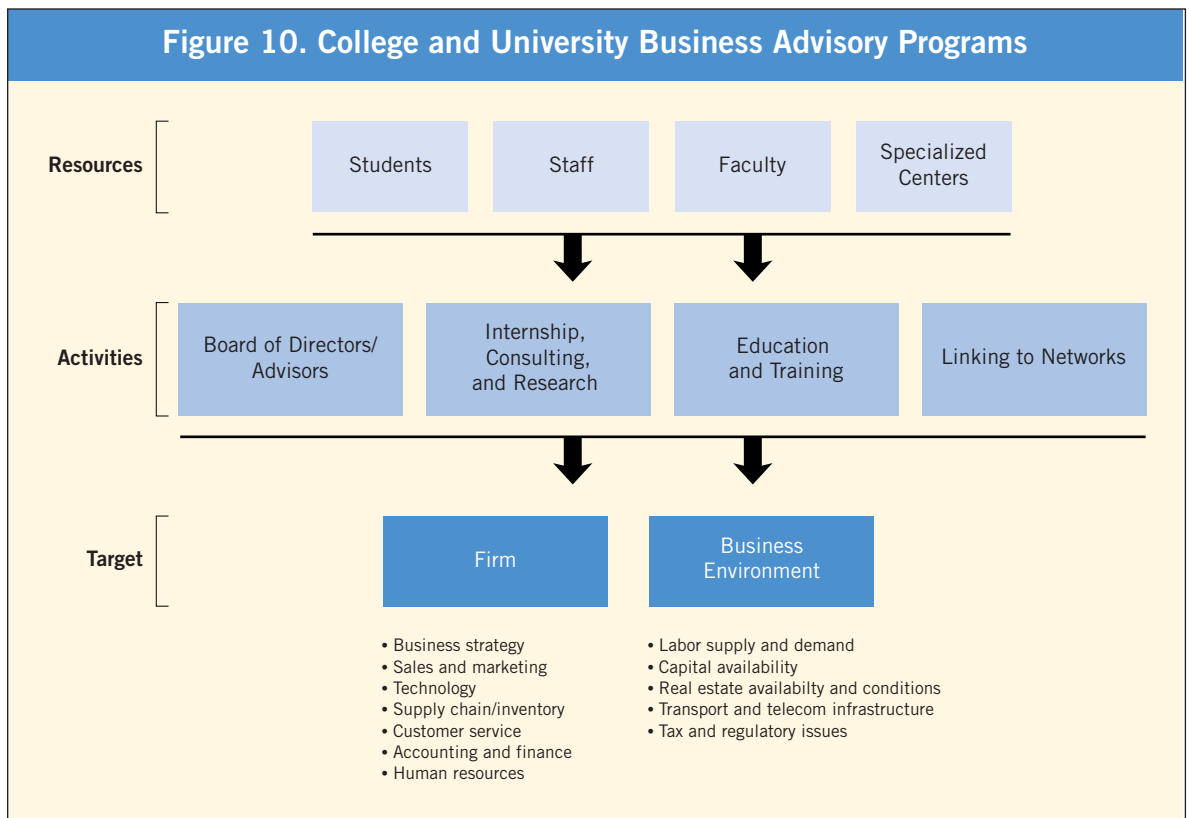 Figure 10. College and University Business Advisory Programs
Resources
Students
Staff
Faculty
Specialized
Centers
Activities
Board of Directors/
Advisors
Internship,
Consulting,
and Research
Education
and Training
Linking to Networks
Target
Firm
Business
Environment
• Business strategy
• Sales and marketing
• Technology
• Supply chain/inventory
• Customer service
• Accounting and finance
• Human resources
• Labor supply and demand
• Capital availability
• Real estate availabilty and conditions
• Transport and telecom infrastructure
• Tax and regulatory issues